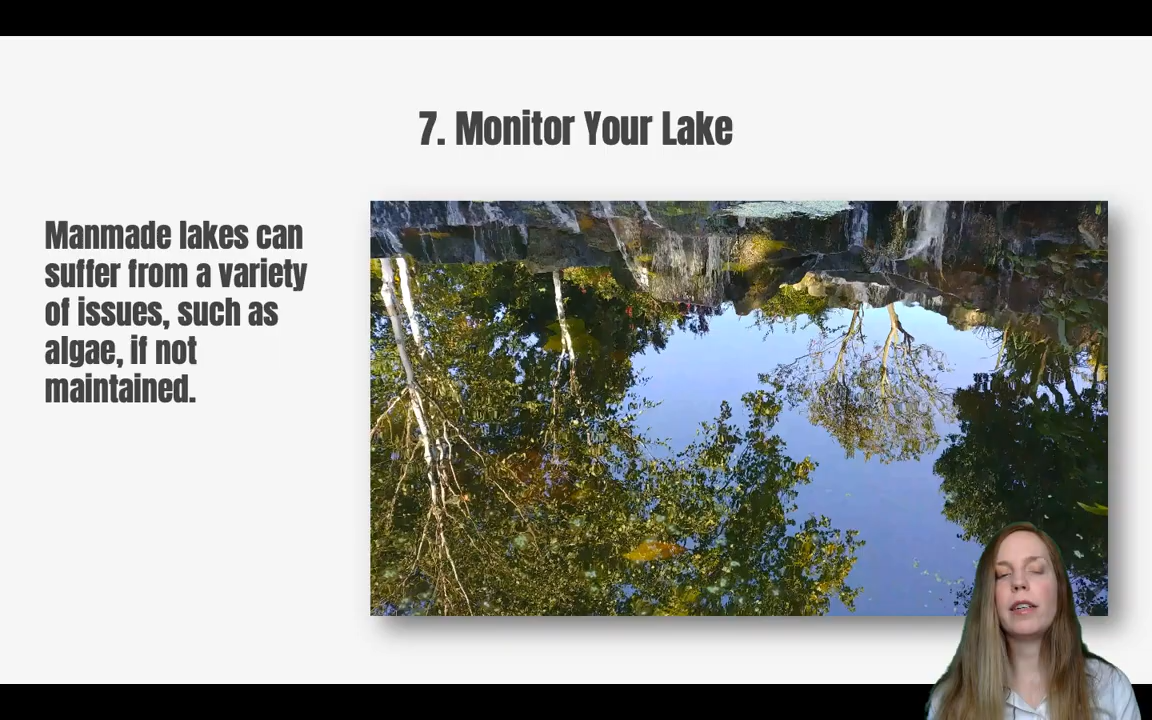 7. Monitor Your Lake
Manmade lakes can
suffer from a variety
of issues, such as
algae, if not
maintained.